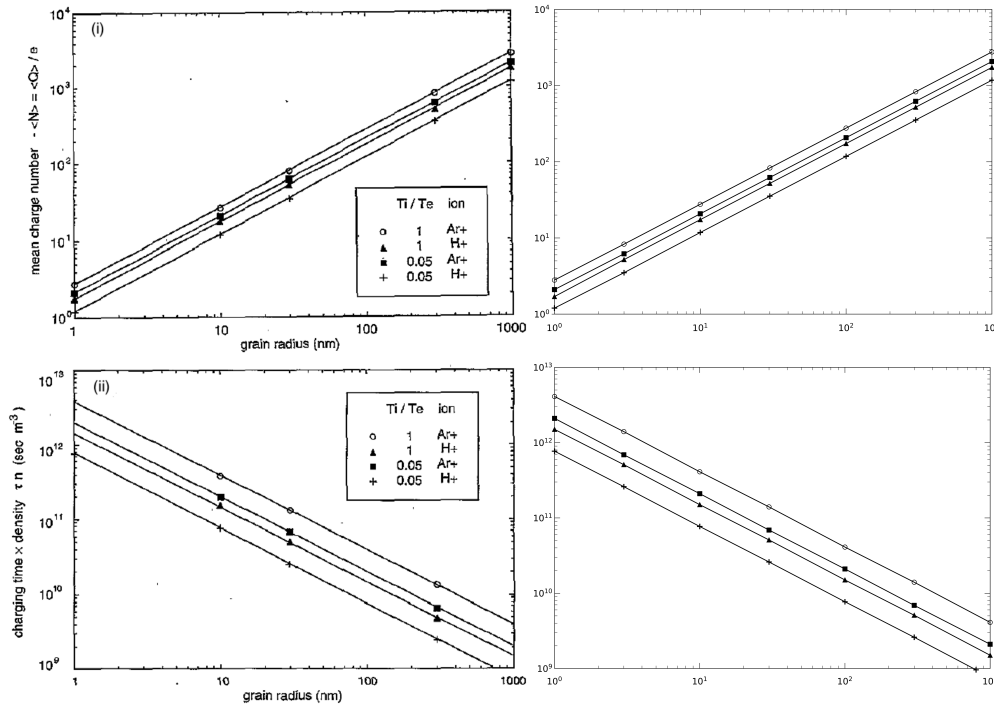 (i)
10⁴
10³
10²
10¹
10⁰
mean charge number - <N> = <Q> / e
Ti / Te ion
1 Ar+
1 H+
0.05 Ar+
0.05 H+
1 10 100 1000
grain radius (nm)
10⁴
10³
10²
10¹
10⁰
10⁰ 10¹ 10² 10
(ii)
10¹³
10¹²
10¹¹
10¹⁰
10⁹
charging time × density τ n (sec m⁻³)
Ti / Te ion
1 Ar+
1 H+
0.05 Ar+
0.05 H+
1 10 100 1000
grain radius (nm)
10¹³
10¹²
10¹¹
10¹⁰
10⁹
10⁰ 10¹ 10² 10